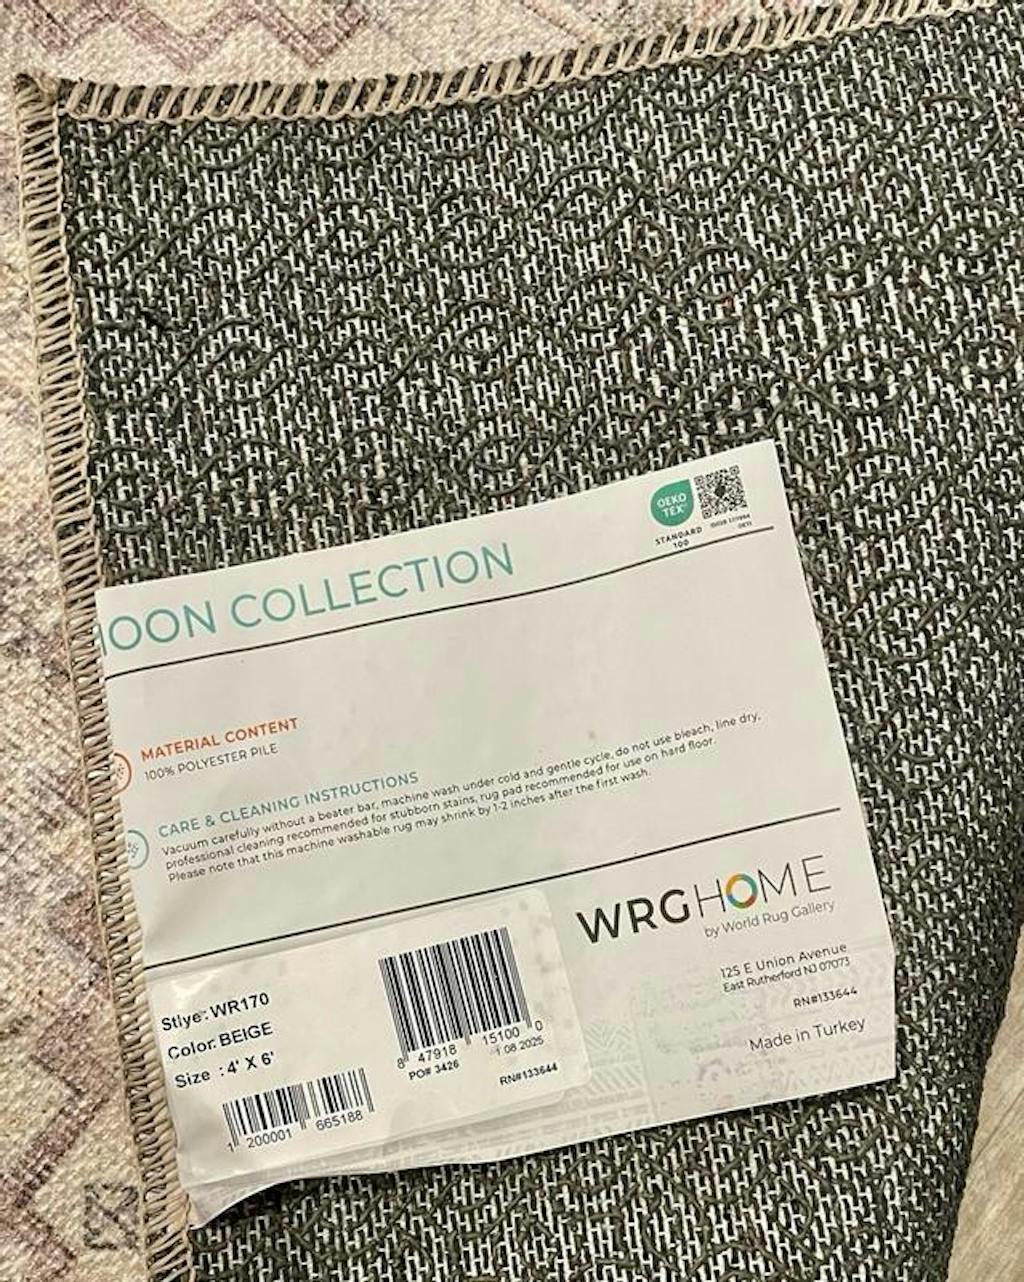 OEKO
TEX®
STANDARD
100
OON COLLECTION
MATERIAL CONTENT
100% POLYESTER PILE
CARE & CLEANING INSTRUCTIONS
Vacuum carefully without a beater bar, machine wash under cold and gentle cycle, do not use bleach, line dry,
professional cleaning recommended for stubborn stains, rug pad recommended for use on hard floor.
Please note that this machine washable rug may shrink by 1-2 inches after the first wash.
WRGHOME
by World Rug Gallery
125 E Union Avenue
East Rutherford NJ 07073
RN#133644
Made in Turkey
Stlye: WR170
Color: BEIGE
Size : 4' X 6'
8 47918 15100 0
PO# 3426
1 08 2025
RN#133644
1 200001 665188